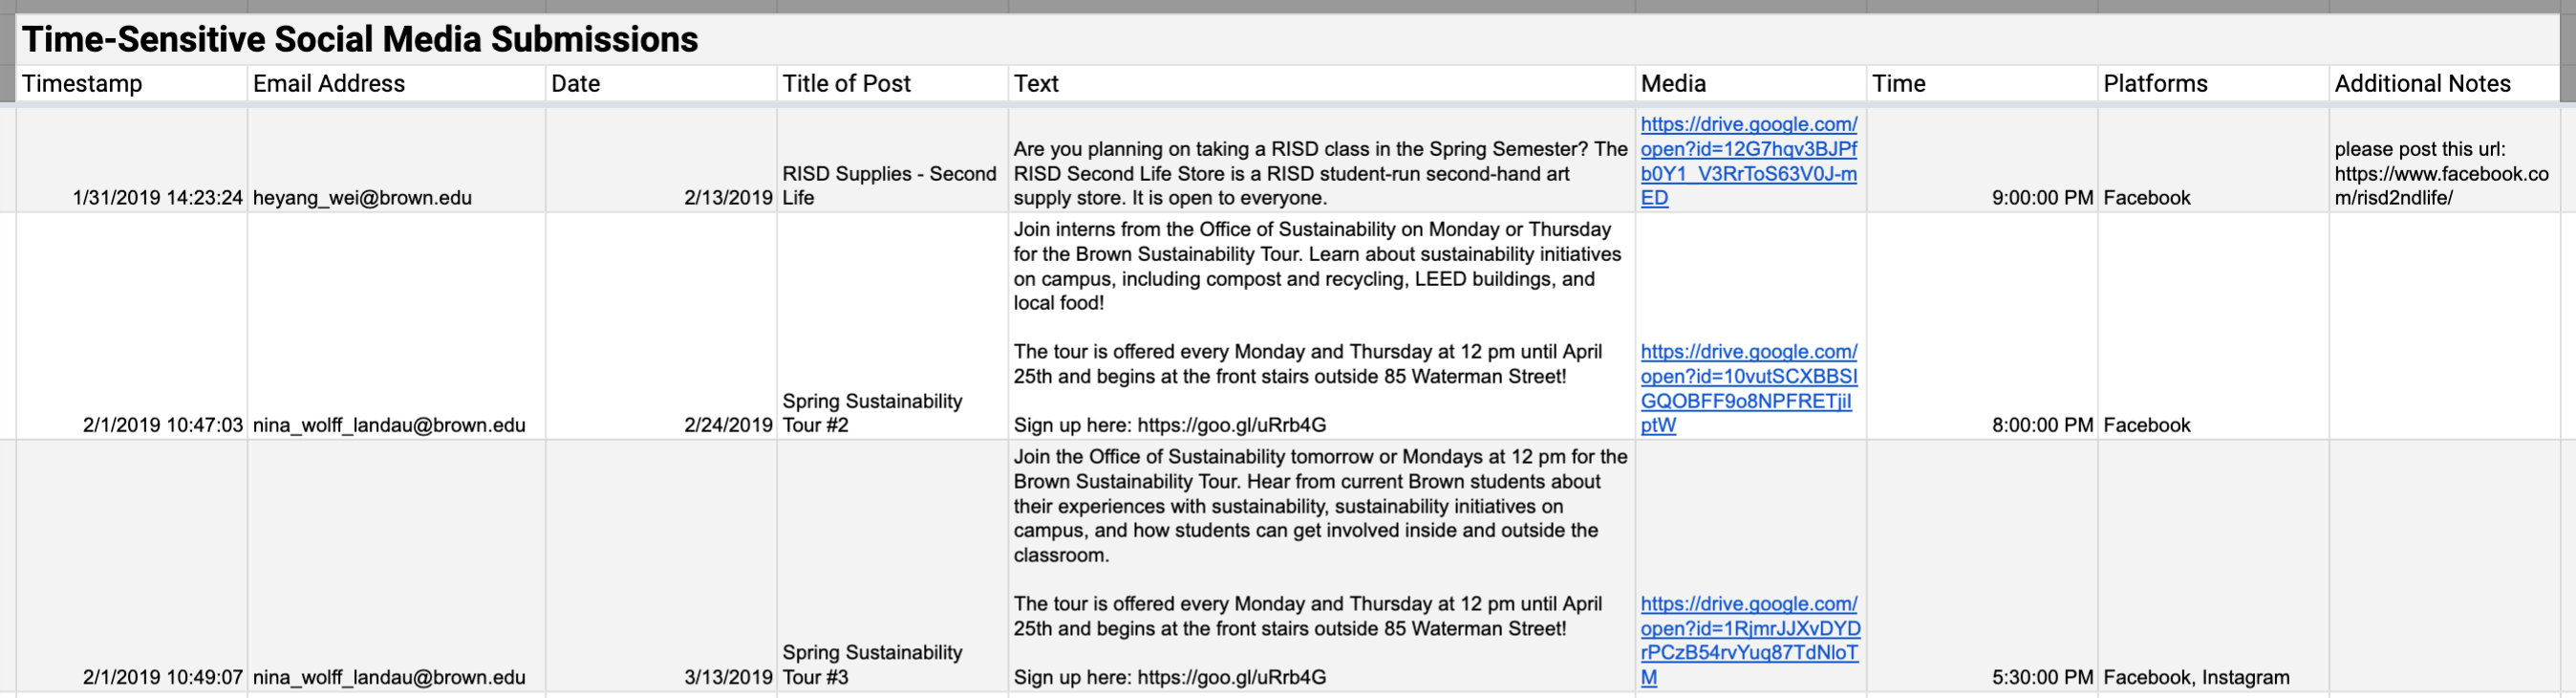 Time-Sensitive Social Media Submissions
Timestamp Email Address Date Title of Post Text Media Time Platforms Additional Notes
1/31/2019 14:23:24
heyang_wei@brown.edu
2/13/2019
RISD Supplies - Second
Life
Are you planning on taking a RISD class in the Spring Semester? The
RISD Second Life Store is a RISD student-run second-hand art
supply store. It is open to everyone.
https://drive.google.com/
open?id=12G7hqv3BJPf
b0Y1_V3RrToS63V0J-m
ED
9:00:00 PM
Facebook
please post this url:
https://www.facebook.co
m/risd2ndlife/
2/1/2019 10:47:03
nina_wolff_landau@brown.edu
2/24/2019
Spring Sustainability
Tour #2
Join interns from the Office of Sustainability on Monday or Thursday
for the Brown Sustainability Tour. Learn about sustainability initiatives
on campus, including compost and recycling, LEED buildings, and
local food!
The tour is offered every Monday and Thursday at 12 pm until April
25th and begins at the front stairs outside 85 Waterman Street!
Sign up here: https://goo.gl/uRrb4G
https://drive.google.com/
open?id=10vutSCXBBSI
GQOBFF9o8NPFRETjiI
ptW
8:00:00 PM
Facebook
2/1/2019 10:49:07
nina_wolff_landau@brown.edu
3/13/2019
Spring Sustainability
Tour #3
Join the Office of Sustainability tomorrow or Mondays at 12 pm for the
Brown Sustainability Tour. Hear from current Brown students about
their experiences with sustainability, sustainability initiatives on
campus, and how students can get involved inside and outside the
classroom.
The tour is offered every Monday and Thursday at 12 pm until April
25th and begins at the front stairs outside 85 Waterman Street!
Sign up here: https://goo.gl/uRrb4G
https://drive.google.com/
open?id=1RjmrJJXvDYD
rPCzB54rvYuq87TdNloT
M
5:30:00 PM
Facebook, Instagram